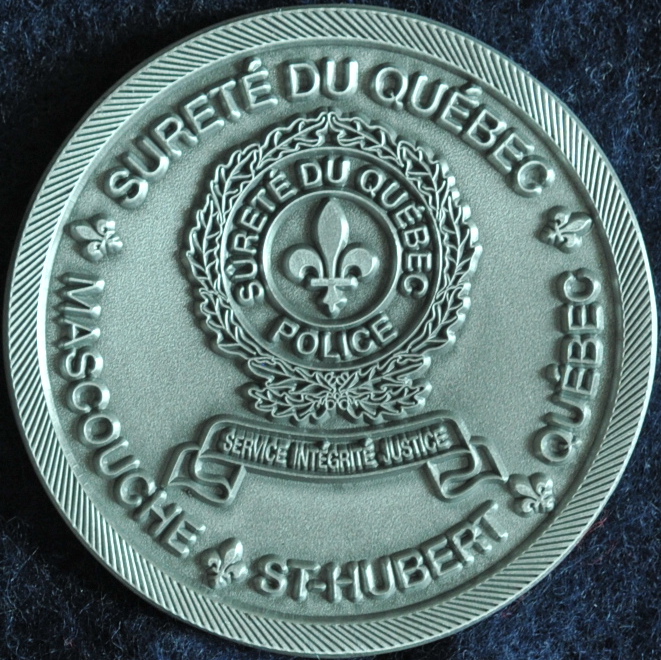 SURETÉ DU QUÉBEC
SÛRETÉ DU QUÉBEC
POLICE
SERVICE INTÉGRITÉ JUSTICE
MASCOUCHE
ST-HUBERT
QUÉBEC